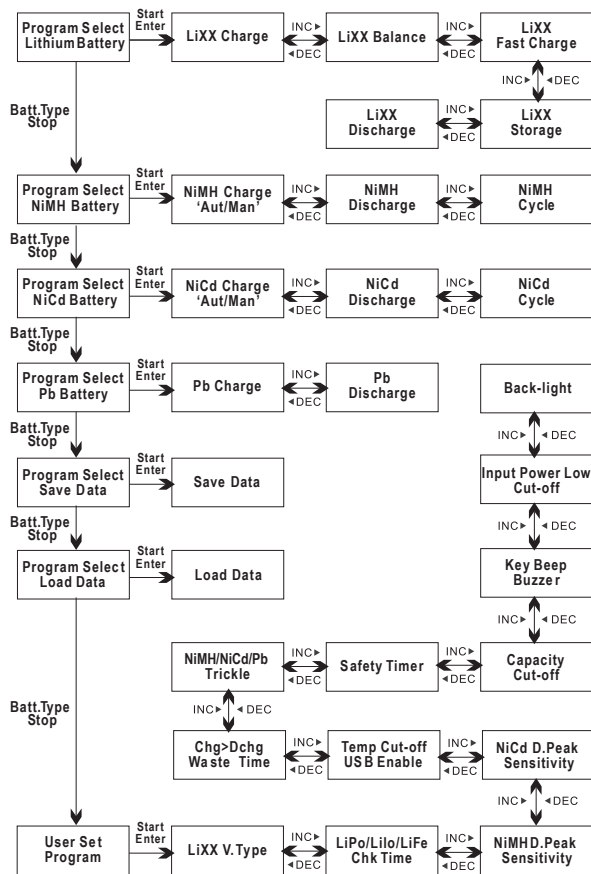 Program Select
Lithium Battery
Start
Enter
LiXX Charge
INC►
◄DEC
LiXX Balance
INC►
◄DEC
LiXX
Fast Charge
INC► ◄DEC
Batt.Type
Stop
LiXX
Discharge
INC►
◄DEC
LiXX
Storage
Program Select
NiMH Battery
Start
Enter
NiMH Charge
‘Aut/Man’
INC►
◄DEC
NiMH
Discharge
INC►
◄DEC
NiMH
Cycle
Batt.Type
Stop
Program Select
NiCd Battery
Start
Enter
NiCd Charge
‘Aut/Man’
INC►
◄DEC
NiCd
Discharge
INC►
◄DEC
NiCd
Cycle
Batt.Type
Stop
Program Select
Pb Battery
Start
Enter
Pb Charge
INC►
◄DEC
Pb
Discharge
Back-light
Batt.Type
Stop
INC► ◄DEC
Program Select
Save Data
Start
Enter
Save Data
Input Power Low
Cut-off
Batt.Type
Stop
INC► ◄DEC
Program Select
Load Data
Start
Enter
Load Data
Key Beep
Buzzer
INC► ◄DEC
NiMH/NiCd/Pb
Trickle
INC►
◄DEC
Safety Timer
INC►
◄DEC
Capacity
Cut-off
Batt.Type
Stop
INC► ◄DEC
Chg>Dchg
Waste Time
INC►
◄DEC
Temp Cut-off
USB Enable
INC►
◄DEC
NiCd D.Peak
Sensitivity
INC► ◄DEC
User Set
Program
Start
Enter
LiXX V.Type
INC►
◄DEC
LiPo/LiIo/LiFe
Chk Time
INC►
◄DEC
NiMH D.Peak
Sensitivity